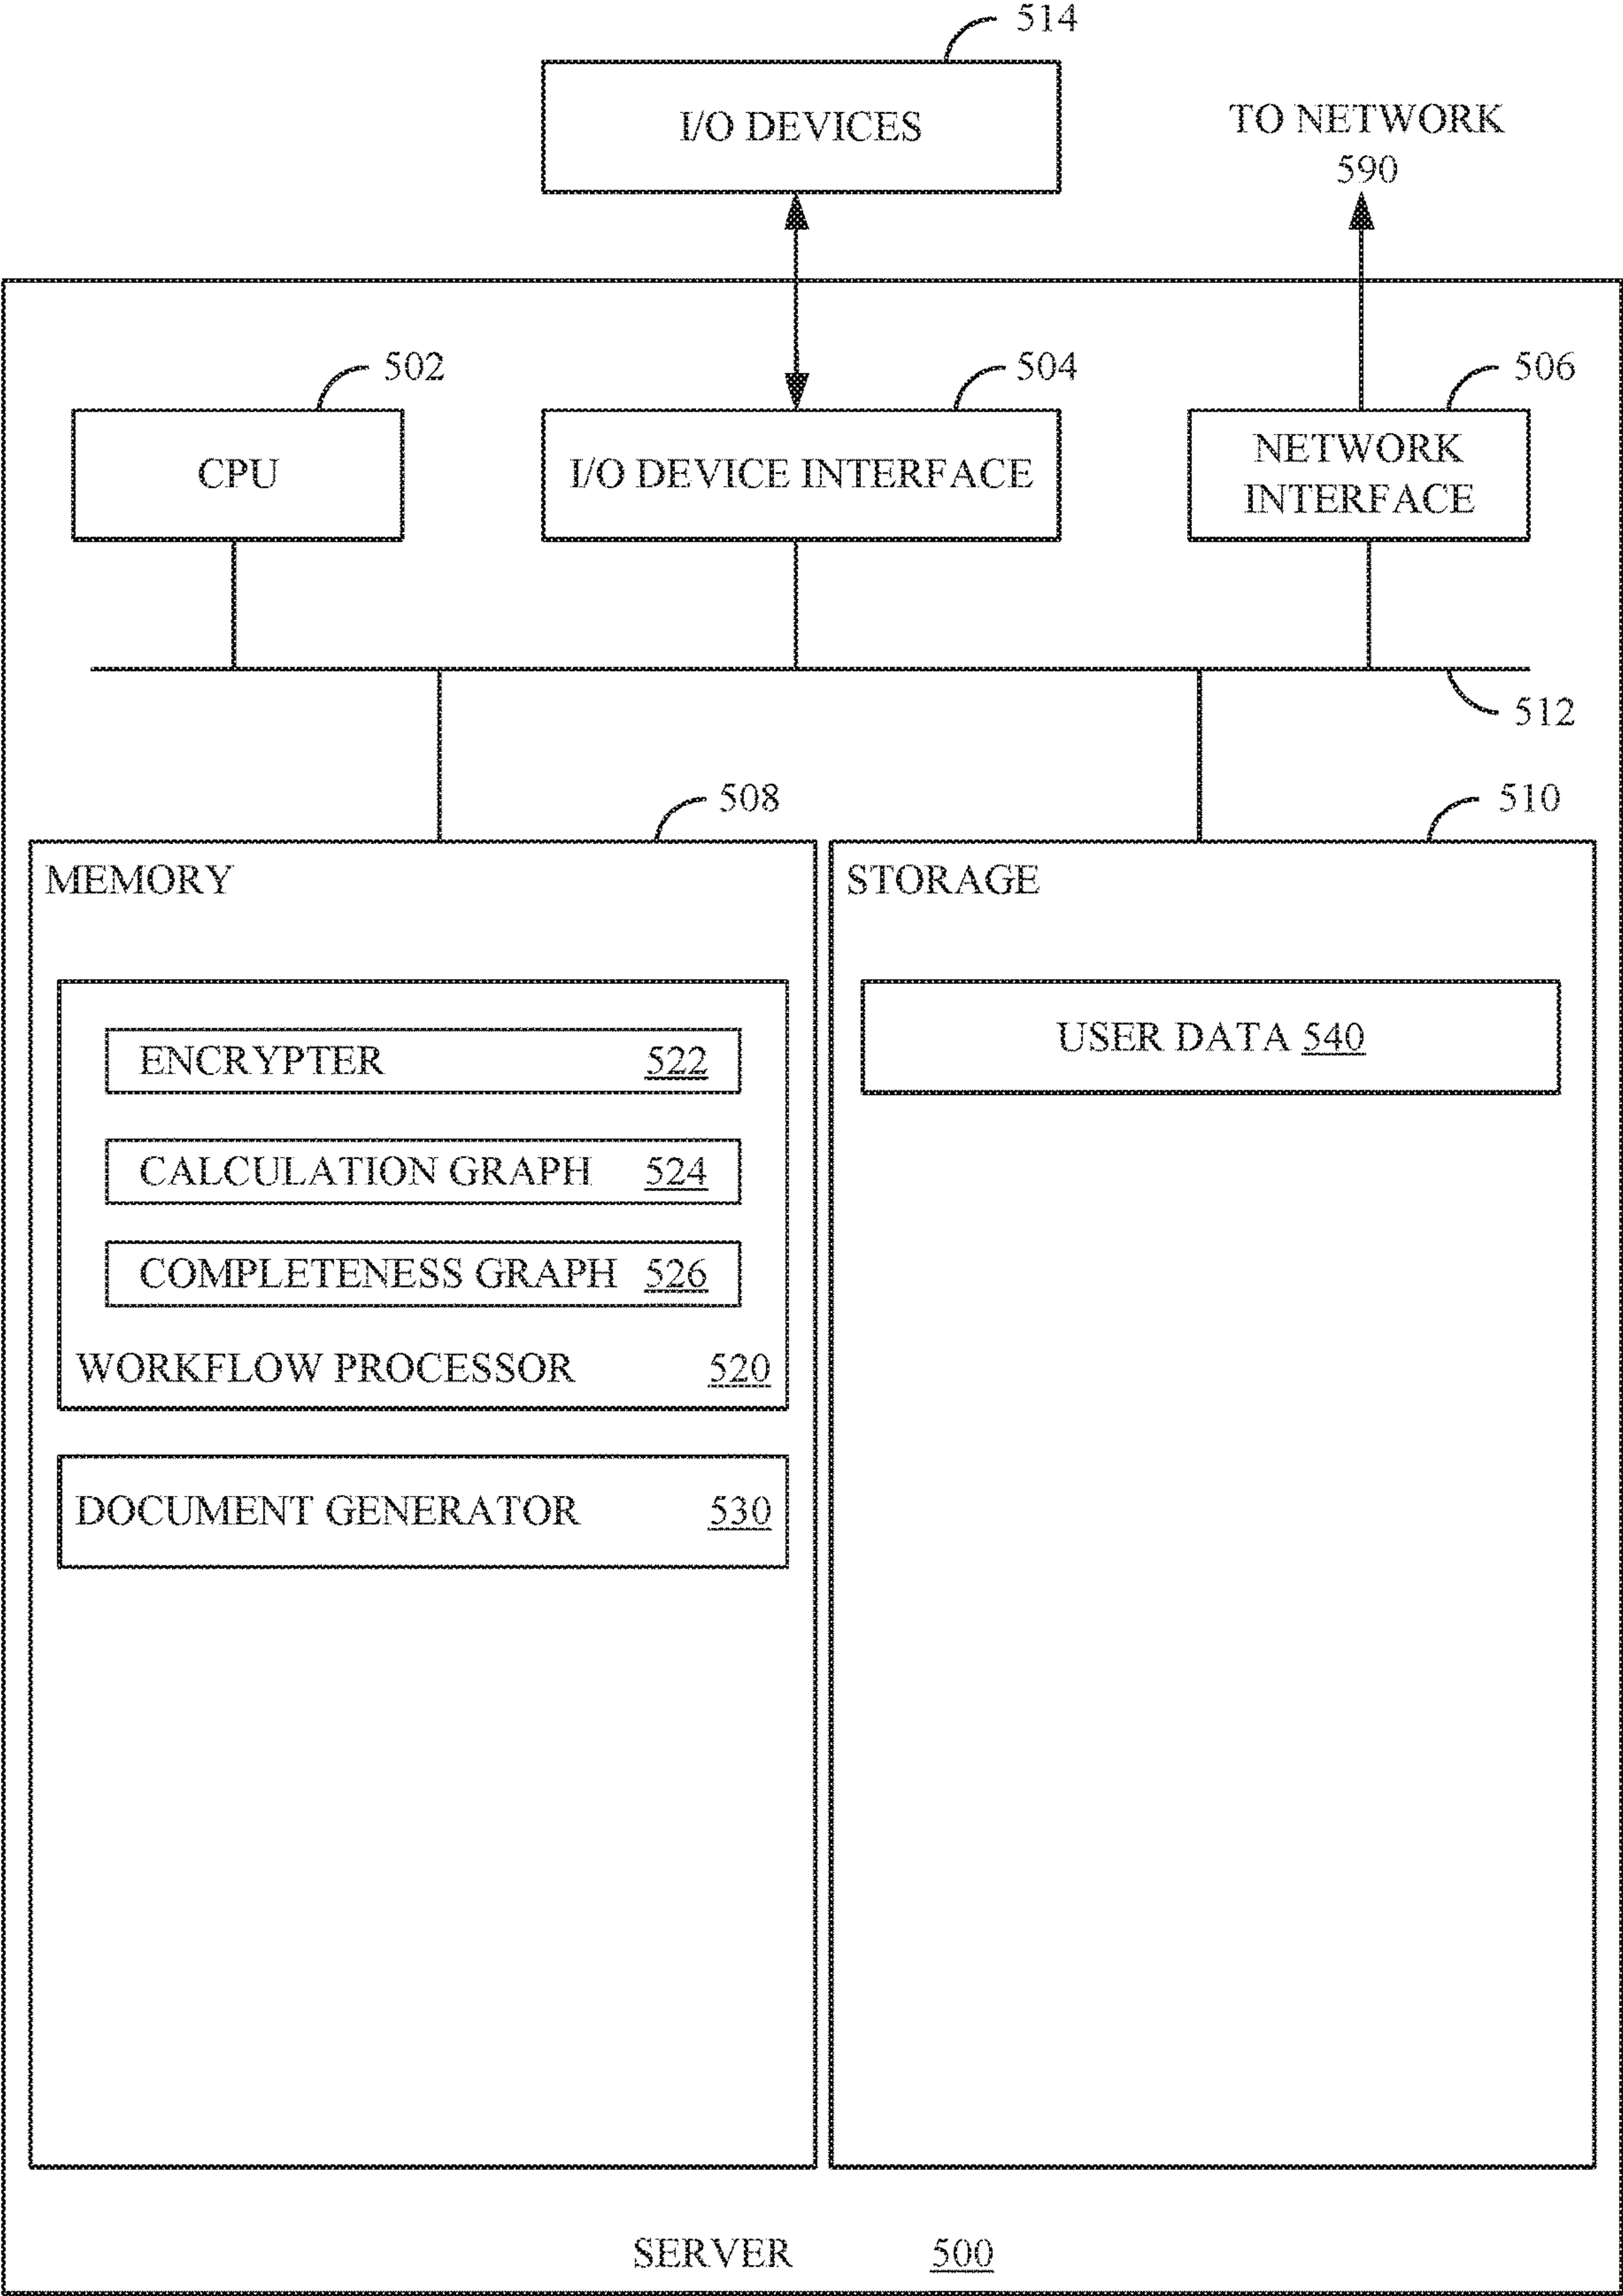 514
I/O DEVICES
TO NETWORK
590
502
504
506
CPU
I/O DEVICE INTERFACE
NETWORK
INTERFACE
512
508
510
MEMORY
STORAGE
USER DATA 540
ENCRYPTER 522
CALCULATION GRAPH 524
COMPLETENESS GRAPH 526
WORKFLOW PROCESSOR 520
DOCUMENT GENERATOR 530
SERVER 500